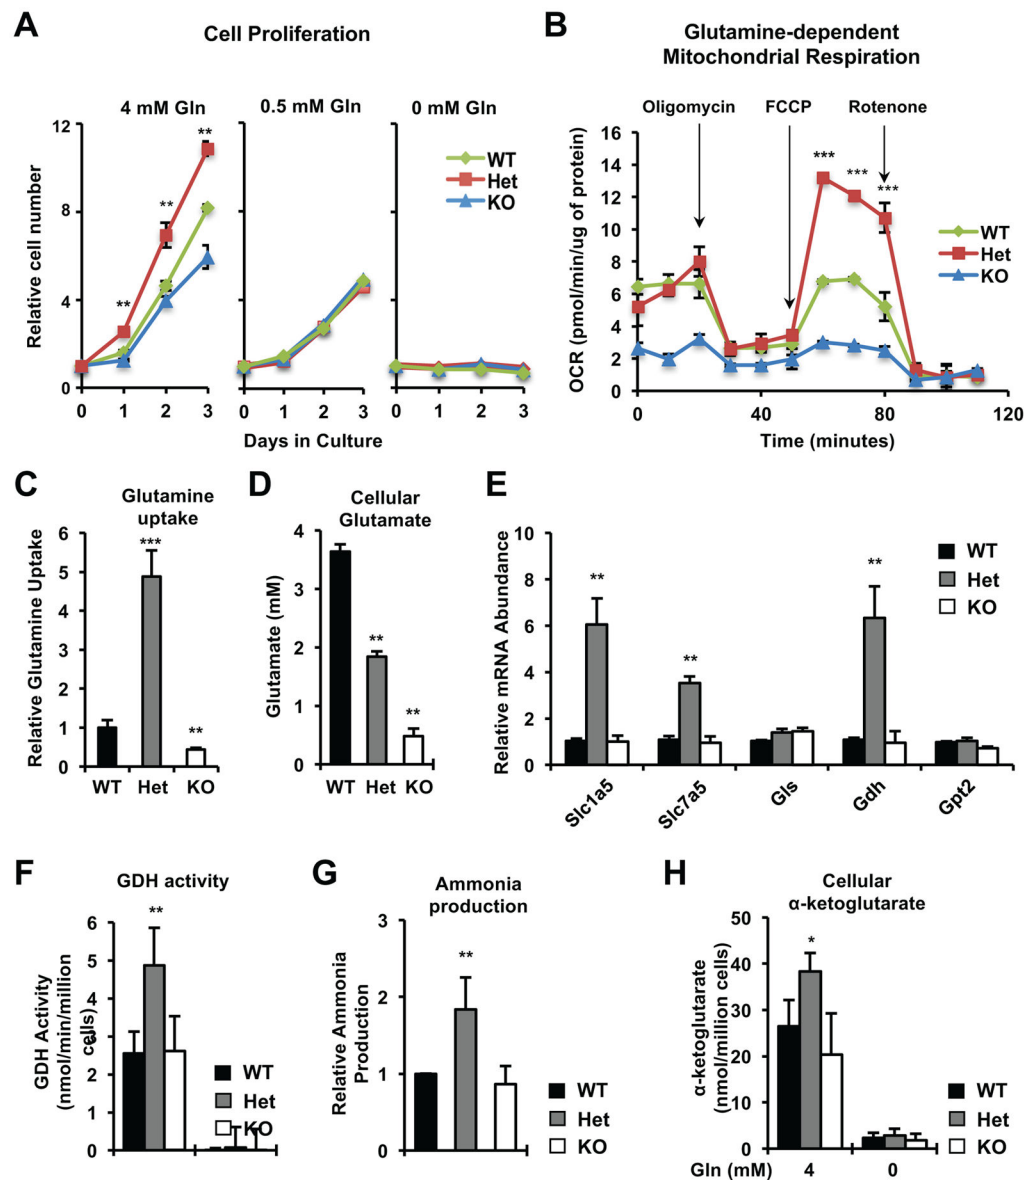 A
Cell Proliferation
4 mM Gln
0.5 mM Gln
0 mM Gln
Relative cell number
12
8
4
0
**
**
**
WT
Het
KO
0 1 2 3
0 1 2 3
0 1 2 3
Days in Culture
B
Glutamine-dependent
Mitochondrial Respiration
Oligomycin
FCCP
Rotenone
OCR (pmol/min/ug of protein)
16
14
12
10
8
6
4
2
0
***
***
***
WT
Het
KO
0 40 80 120
Time (minutes)
C
Glutamine
uptake
Relative Glutamine Uptake
6
5
4
3
2
1
0
***
**
WT Het KO
D
Cellular
Glutamate
Glutamate (mM)
4
3
2
1
0
**
**
WT Het KO
E
Relative mRNA Abundance
10
8
6
4
2
0
**
**
**
WT
Het
KO
Slc1a5
Slc7a5
Gls
Gdh
Gpt2
F
GDH activity
GDH Activity
(nmol/min/million
cells)
6
5
4
3
2
1
0
**
WT
Het
KO
G
Ammonia
production
Relative Ammonia
Production
3
2
1
0
**
WT
Het
KO
H
Cellular
α-ketoglutarate
α-ketoglutarate
(nmol/million cells)
50
40
30
20
10
0
*
WT
Het
KO
Gln (mM) 4 0